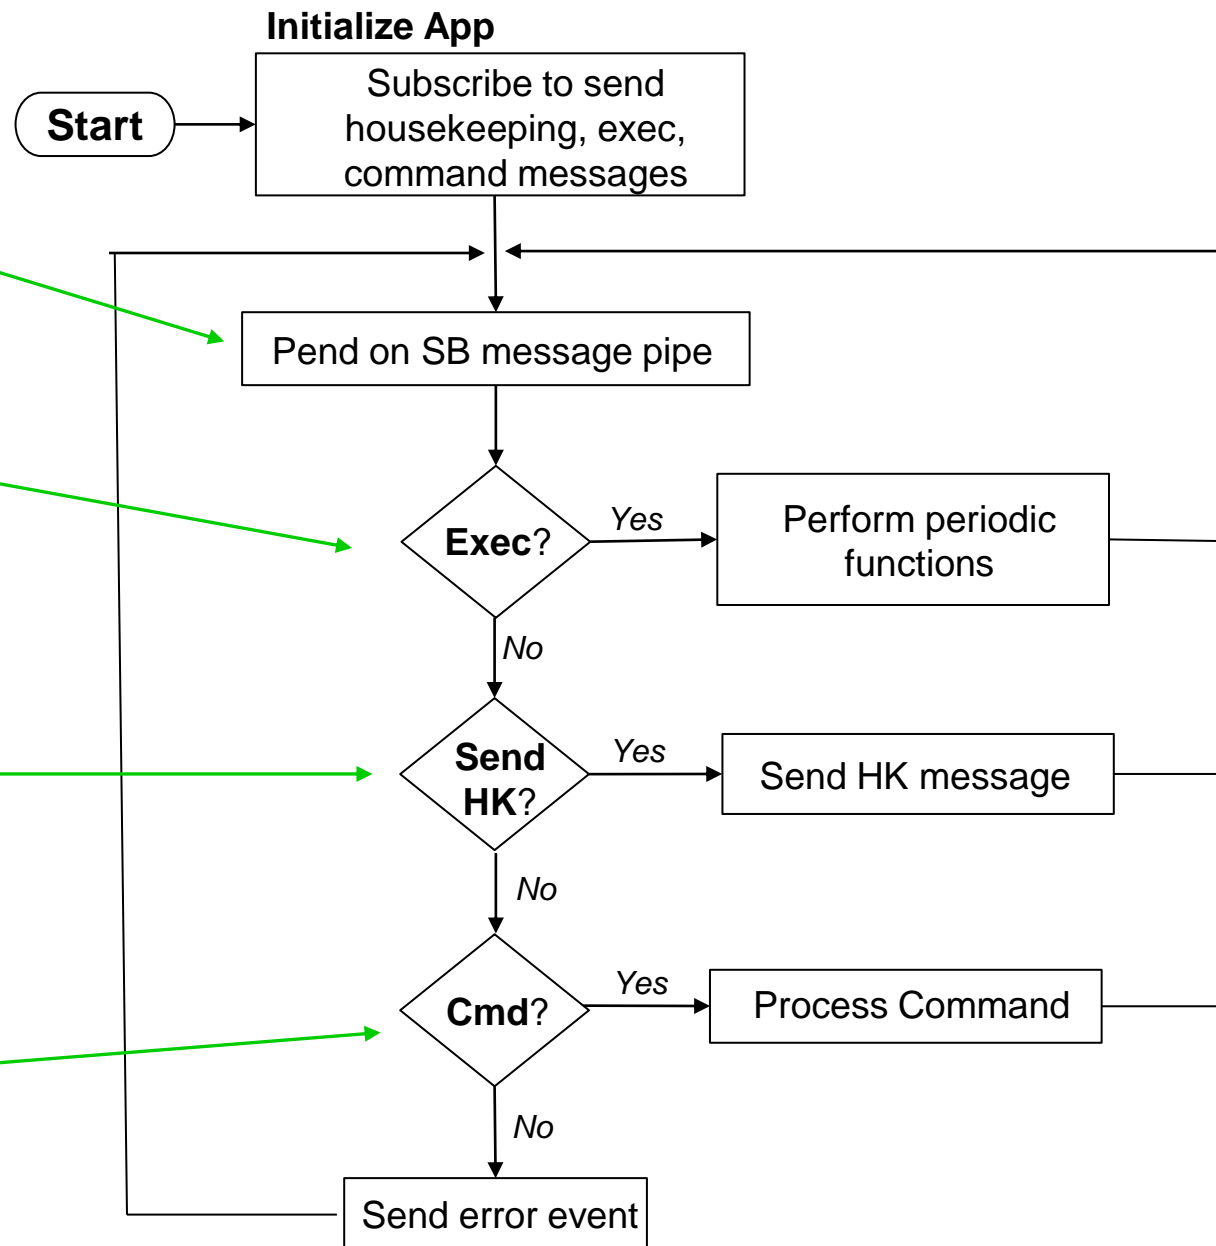 Initialize App
Start
Subscribe to send
housekeeping, exec,
command messages
Pend on SB message pipe
Exec?
Yes
Perform periodic
functions
No
Send
HK?
Yes
Send HK message
No
Cmd?
Yes
Process Command
No
Send error event